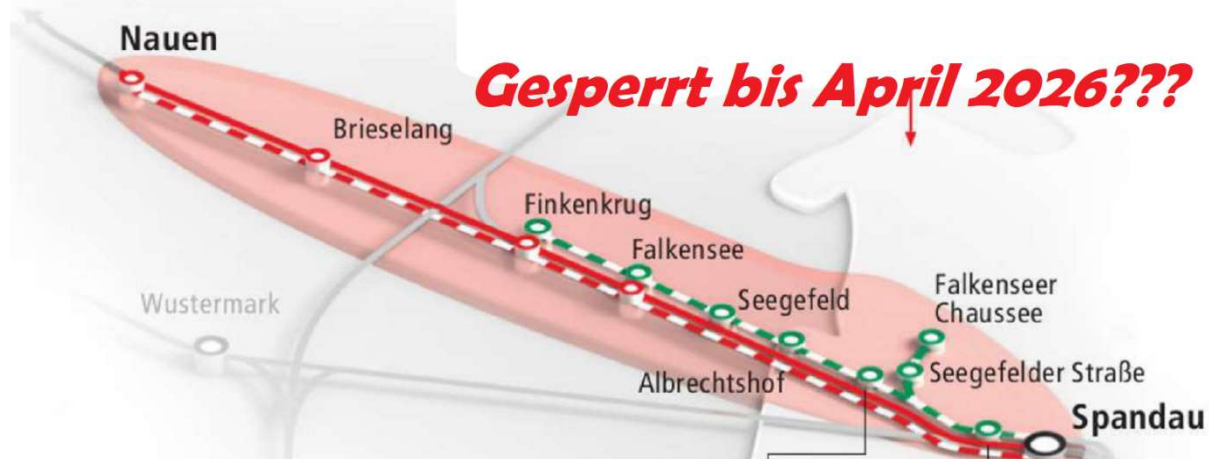 Nauen
Gesperrt bis April 2026???
Brieselang
Finkenkrug
Falkensee
Seegefeld
Falkenseer
Chaussee
Wustermark
Albrechtshof
Seegefelder Straße
Spandau